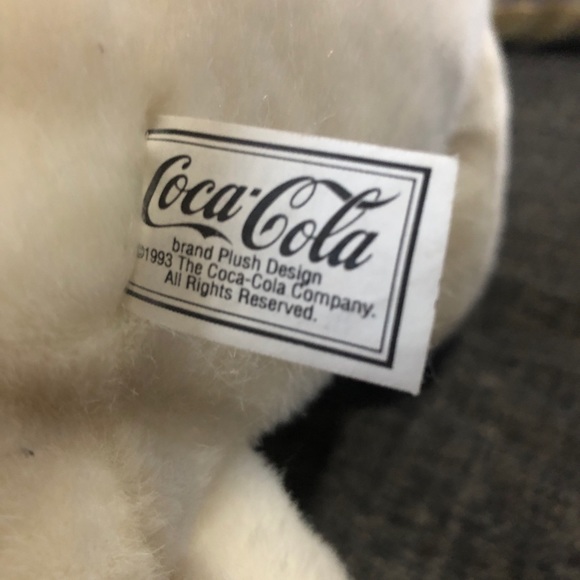 Coca-Cola
brand Plush Design
©1993 The Coca-Cola Company.
All Rights Reserved.